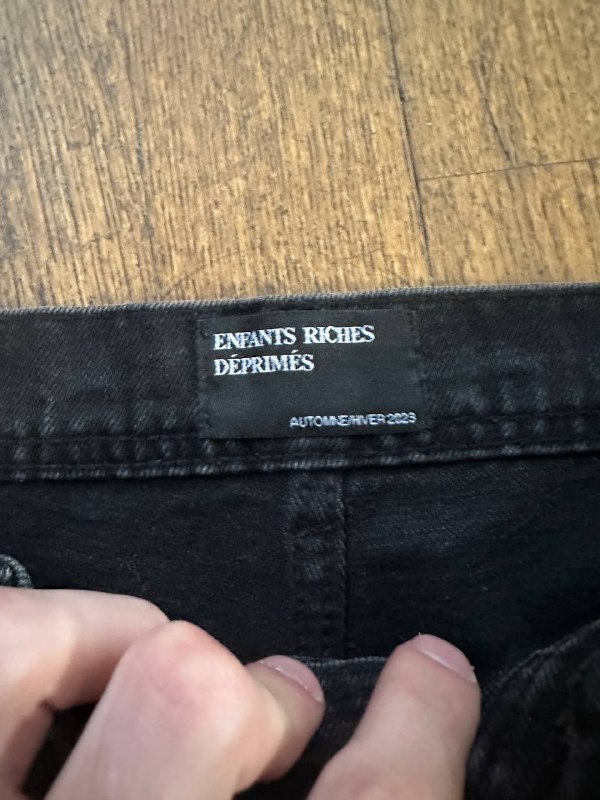 ENFANTS RICHES
DÉPRIMÉS
AUTOMNE/HIVER 2023